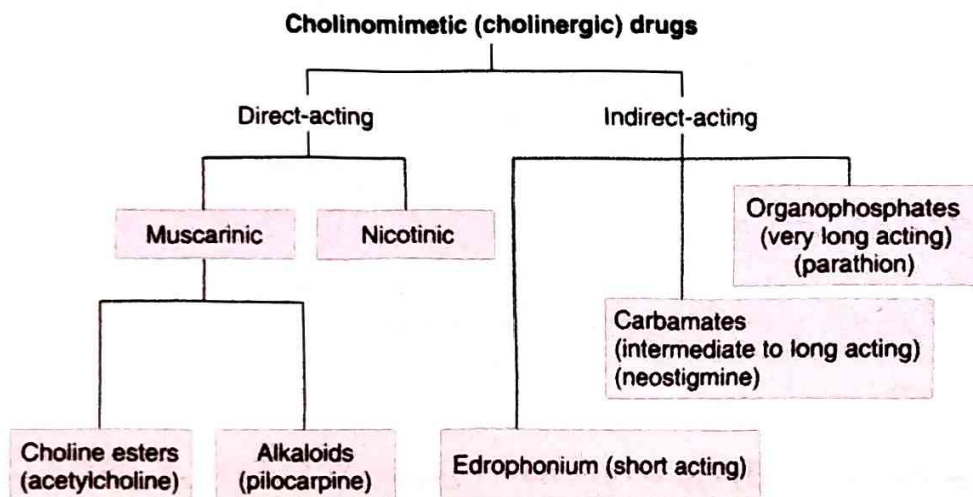 Cholinomimetic (cholinergic) drugs
Direct-acting
Indirect-acting
Muscarinic
Nicotinic
Organophosphates
(very long acting)
(parathion)
Carbamates
(intermediate to long acting)
(neostigmine)
Choline esters
(acetylcholine)
Alkaloids
(pilocarpine)
Edrophonium (short acting)